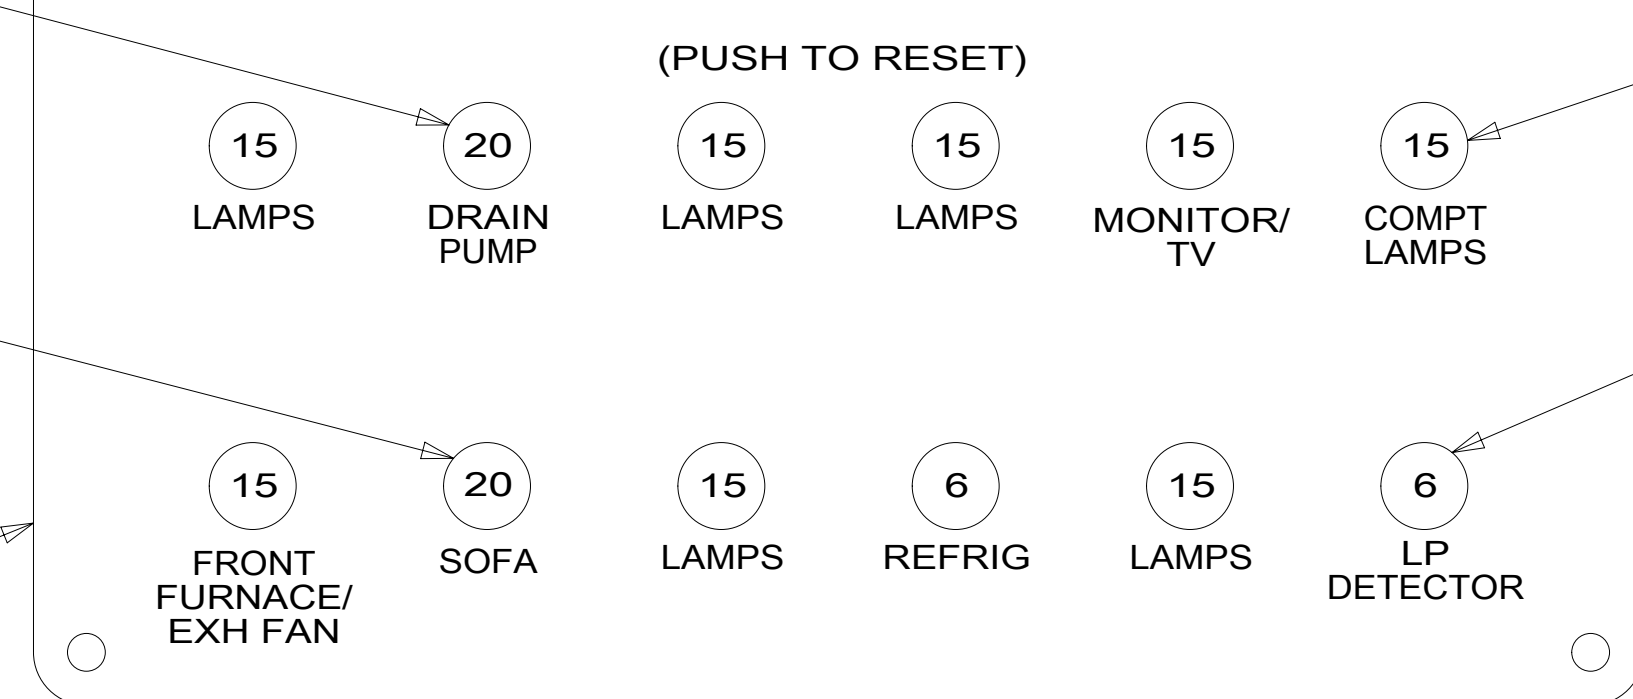 (PUSH TO RESET)
15 20 15 15 15 15
LAMPS DRAIN PUMP LAMPS LAMPS MONITOR/ TV COMPT LAMPS
15 20 15 6 15 6
FRONT FURNACE/ EXH FAN SOFA LAMPS REFRIG LAMPS LP DETECTOR